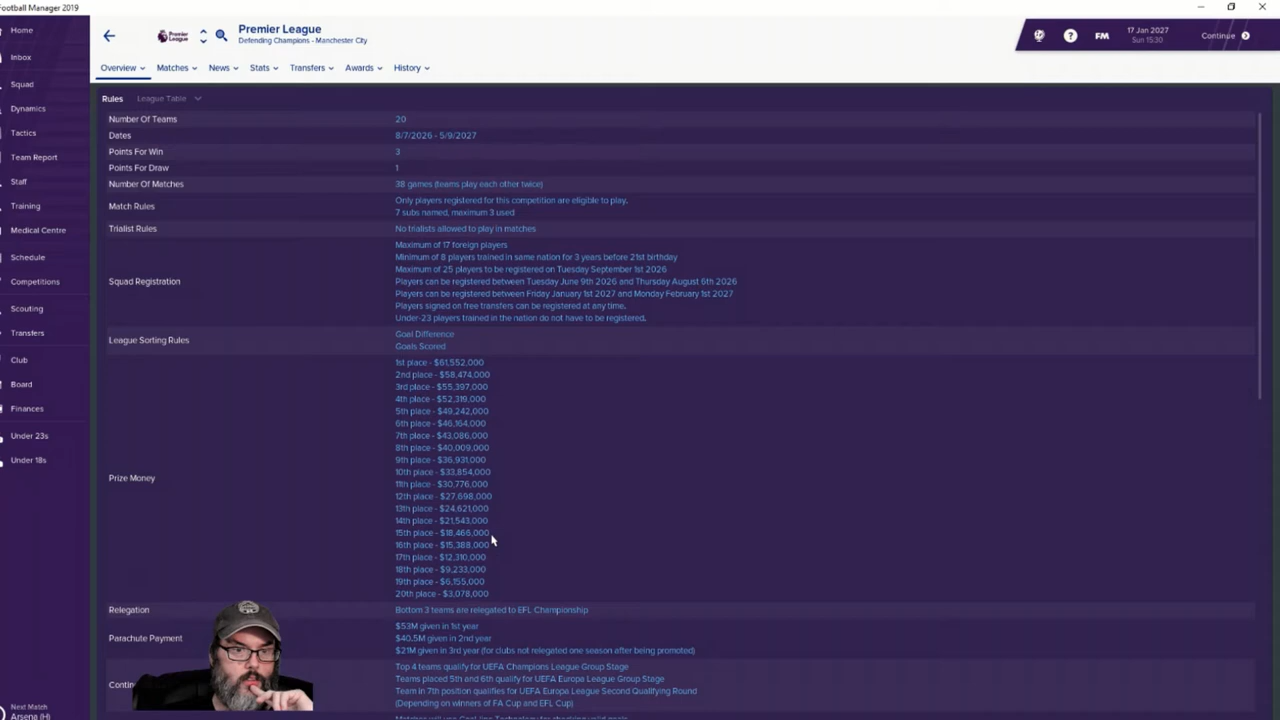 Football Manager 2019
Home
Inbox
Squad
Dynamics
Tactics
Team Report
Staff
Training
Medical Centre
Schedule
Competitions
Scouting
Transfers
Club
Board
Finances
Under 23s
Under 18s
Next Match
Arsena (H)
Premier League
Premier League
Defending Champions - Manchester City
FM
17 Jan 2027
Sun 15:30
Continue
Overview Matches News Stats Transfers Awards History
Rules League Table
Number Of Teams 20
Dates 8/7/2026 - 5/9/2027
Points For Win 3
Points For Draw 1
Number Of Matches 38 games (teams play each other twice)
Match Rules Only players registered for this competition are eligible to play.
7 subs named, maximum 3 used
Trialist Rules No trialists allowed to play in matches
Squad Registration Maximum of 17 foreign players
Minimum of 8 players trained in same nation for 3 years before 21st birthday
Maximum of 25 players to be registered on Tuesday September 1st 2026
Players can be registered between Tuesday June 9th 2026 and Thursday August 6th 2026
Players can be registered between Friday January 1st 2027 and Monday February 1st 2027
Players signed on free transfers can be registered at any time.
Under-23 players trained in the nation do not have to be registered.
League Sorting Rules Goal Difference
Goals Scored
Prize Money 1st place - $61,552,000
2nd place - $58,474,000
3rd place - $55,397,000
4th place - $52,319,000
5th place - $49,242,000
6th place - $46,164,000
7th place - $43,086,000
8th place - $40,009,000
9th place - $36,931,000
10th place - $33,854,000
11th place - $30,776,000
12th place - $27,698,000
13th place - $24,621,000
14th place - $21,543,000
15th place - $18,466,000
16th place - $15,388,000
17th place - $12,310,000
18th place - $9,233,000
19th place - $6,155,000
20th place - $3,078,000
Relegation Bottom 3 teams are relegated to EFL Championship
Parachute Payment $53M given in 1st year
$40.5M given in 2nd year
$21M given in 3rd year (for clubs not relegated one season after being promoted)
Contin Top 4 teams qualify for UEFA Champions League Group Stage
Teams placed 5th and 6th qualify for UEFA Europa League Group Stage
Team in 7th position qualifies for UEFA Europa League Second Qualifying Round
(Depending on winners of FA Cup and EFL Cup)